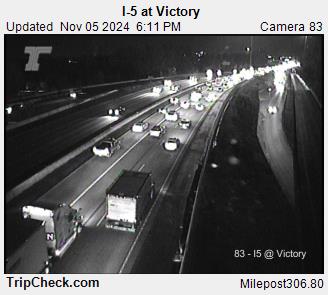 I-5 at Victory
Updated Nov 05 2024 6:11 PM Camera 83
83 - I5 @ Victory
TripCheck.com Milepost306.80